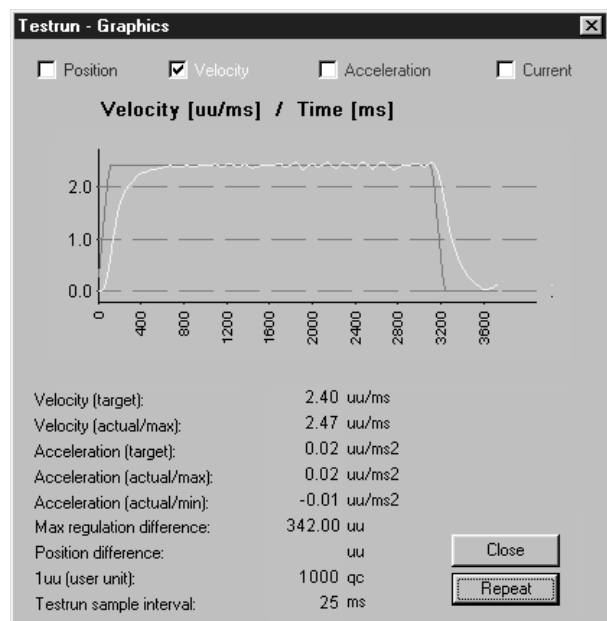 Testrun - Graphics
Position Velocity Acceleration Current
Velocity [uu/ms] / Time [ms]
2.0
1.0
0.0
0 400 800 1200 1600 2000 2400 2800 3200 3600
Velocity (target): 2.40 uu/ms
Velocity (actual/max): 2.47 uu/ms
Acceleration (target): 0.02 uu/ms2
Acceleration (actual/max): 0.02 uu/ms2
Acceleration (actual/min): -0.01 uu/ms2
Max regulation difference: 342.00 uu
Position difference: uu
Close
1uu (user unit): 1000 qc
Repeat
Testrun sample interval: 25 ms